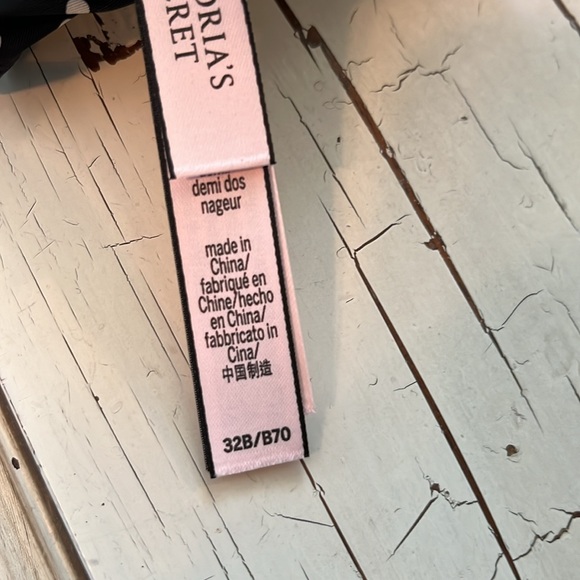 ORIA'S
CRET
demi dos
nageur
made in
China/
fabriqué en
Chine/hecho
en China/
fabbricato in
Cina/
中国制造
32B/B70